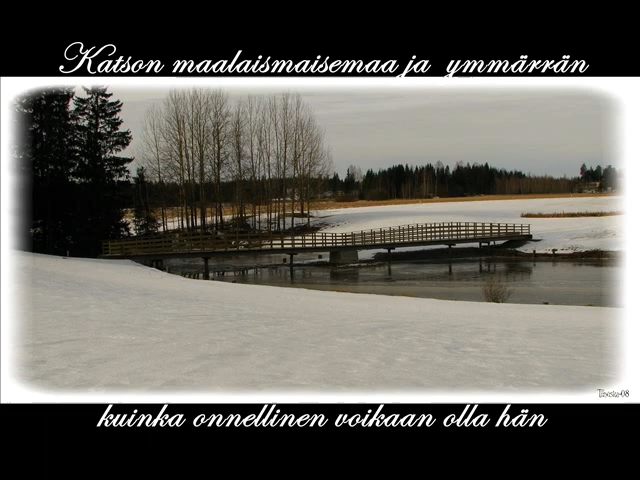 Katson maalaismaisemaa ja ymmärrän
kuinka onnellinen voikaan olla hän